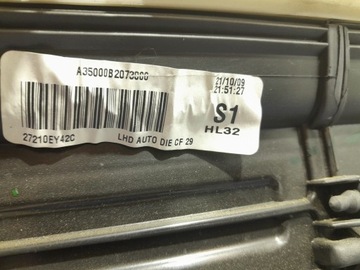 A35000B2073000
21/10/09
21:51:27
S1
HL32
27210EY42C
LHD AUTO DIE CF 29